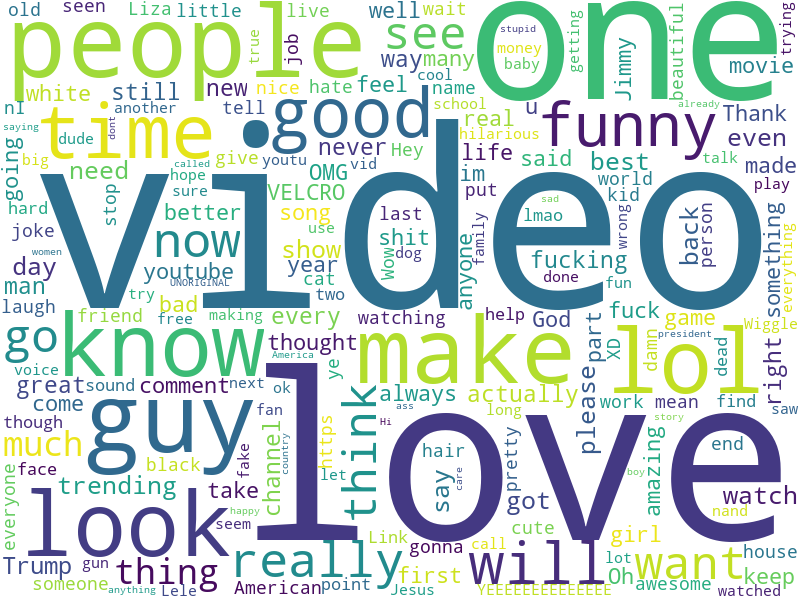 old
seen
Liza
little
live
well
wait
people
one
see
true
job
way
many
cool
name
stupid
money
baby
getting
Jimmy
beautiful
movie
trying
white
still
new
nice
hate
feel
nI
another
tell
school
already
saying
time
dude
dont
good
never
real
hilarious
u
funny
Thank
even
going
big
need
called
hope
sure
give
youtu
vid
OMG
Hey
life
im
said
best
talk
made
VELCRO
put
world
kid
play
hard
stop
better
song
use
last
lmao
sad
joke
video
now
show
Wow
dog
shit
anyone
family
fucking
wrong
back
person
something
everything
day
youtube
year
cat
done
fun
man
UNORIGINAL
women
laugh
try
bad
two
friend
free
making
every
watching
help
God
fuck
game
Wiggle
part
go
know
thought
make
lol
XD
damn
president
dead
right
voice
America
ye
please
great
sound
comment
next
ok
always
actually
work
mean
find
saw
come
guy
fan
ass
Hi
long
story
though
much
think
love
face
black
fake
channel
country
https
let
say
hair
care
pretty
boy
amazing
end
everyone
trending
take
got
watch
look
seem
happy
Link
gonna
cute
girl
nand
Trump
gun
thing
really
call
will
lot
want
house
someone
anything
Lele
American
point
Jesus
first
YEEEEEEEEEEEEEE
Oh
awesome
keep
watched